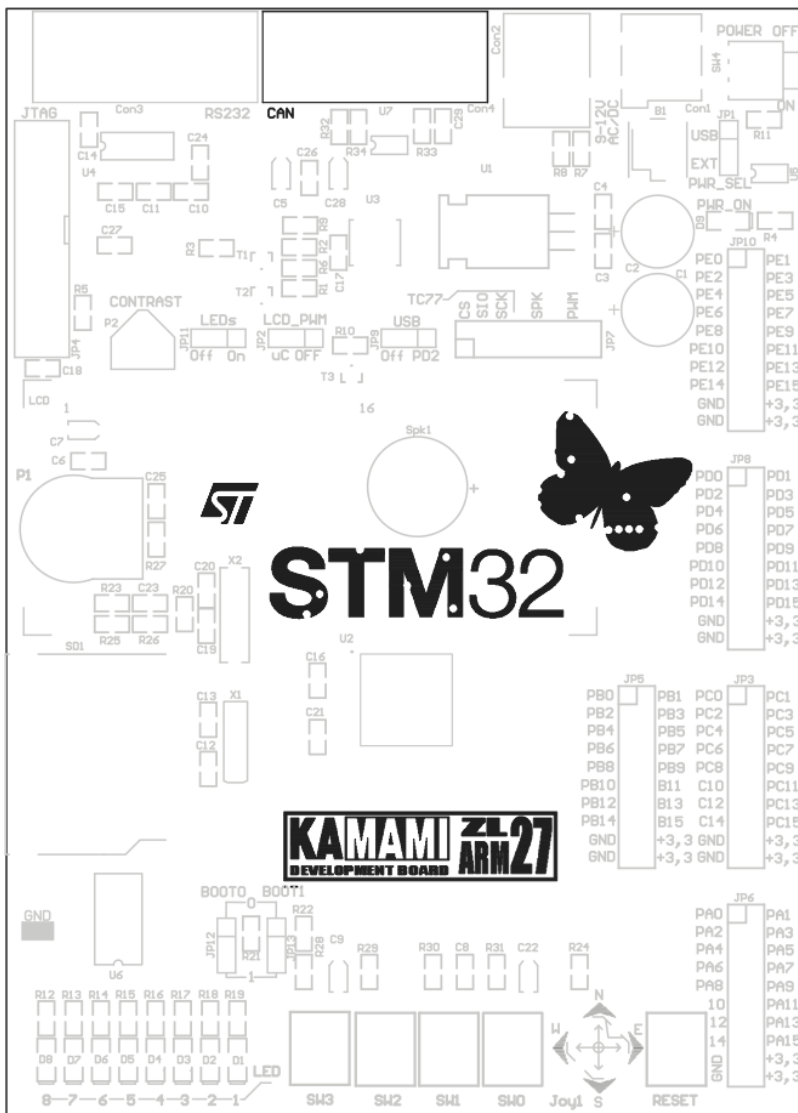 Con2
POWER OFF
SW4
ON
Con3
RS232
CAN
Con4
9-12V
AC/DC
B1
Con1
JP1
USB
EXT
PWR_SEL
R11
U5
JTAG
C14
U4
C24
C15
C11
C10
C27
R3
R32
R34
U7
R33
C29
C26
C5
C28
U3
U1
R8
R7
R9
R2
R6
R1
C17
T1
T2
C4
C3
C2
C1
PWR_ON
D9
R4
R5
CONTRAST
P2
LEDs
JP11
Off On
LCD_PWM
JP2
uC OFF
R10
T3
USB
JP9
Off PD2
TC77
CS
SIO
SCK
SPK
PWM
JP7
JP4
C18
JP10
PE0 PE1
PE2 PE3
PE4 PE5
PE6 PE7
PE8 PE9
PE10 PE11
PE12 PE13
PE14 PE15
GND +3,3
GND +3,3
LCD
1
16
C7
C6
P1
C25
R27
Spk1
+
ST
STM32
JP8
PD0 PD1
PD2 PD3
PD4 PD5
PD6 PD7
PD8 PD9
PD10 PD11
PD12 PD13
PD14 PD15
GND +3,3
GND +3,3
R23
C23
R20
C20
X2
R25
R26
C19
SD1
U2
C16
C13
X1
C21
C12
JP5
PB0 PB1
PB2 PB3
PB4 PB5
PB6 PB7
PB8 PB9
PB10 B11
PB12 B13
PB14 B15
GND +3,3
GND +3,3
JP3
PC0 PC1
PC2 PC3
PC4 PC5
PC6 PC7
PC8 PC9
C10 PC11
C12 PC13
C14 PC15
GND +3,3
GND +3,3
KAMAMI ZL
ARM27
DEVELOPMENT BOARD
GND
U6
BOOT0 BOOT1
0
JP12
R21
JP13
1
R22
R28
C9
R29
R30
C8
R31
C22
R24
JP6
PA0 PA1
PA2 PA3
PA4 PA5
PA6 PA7
PA8 PA9
10 PA11
12 PA13
14 PA15
GND +3,3
+3,3
R12 R13 R14 R15 R16 R17 R18 R19
D8 D7 D6 D5 D4 D3 D2 D1
LED
8 7 6 5 4 3 2 1
SW3
SW2
SW1
SW0
N
W
E
S
Joy1
RESET